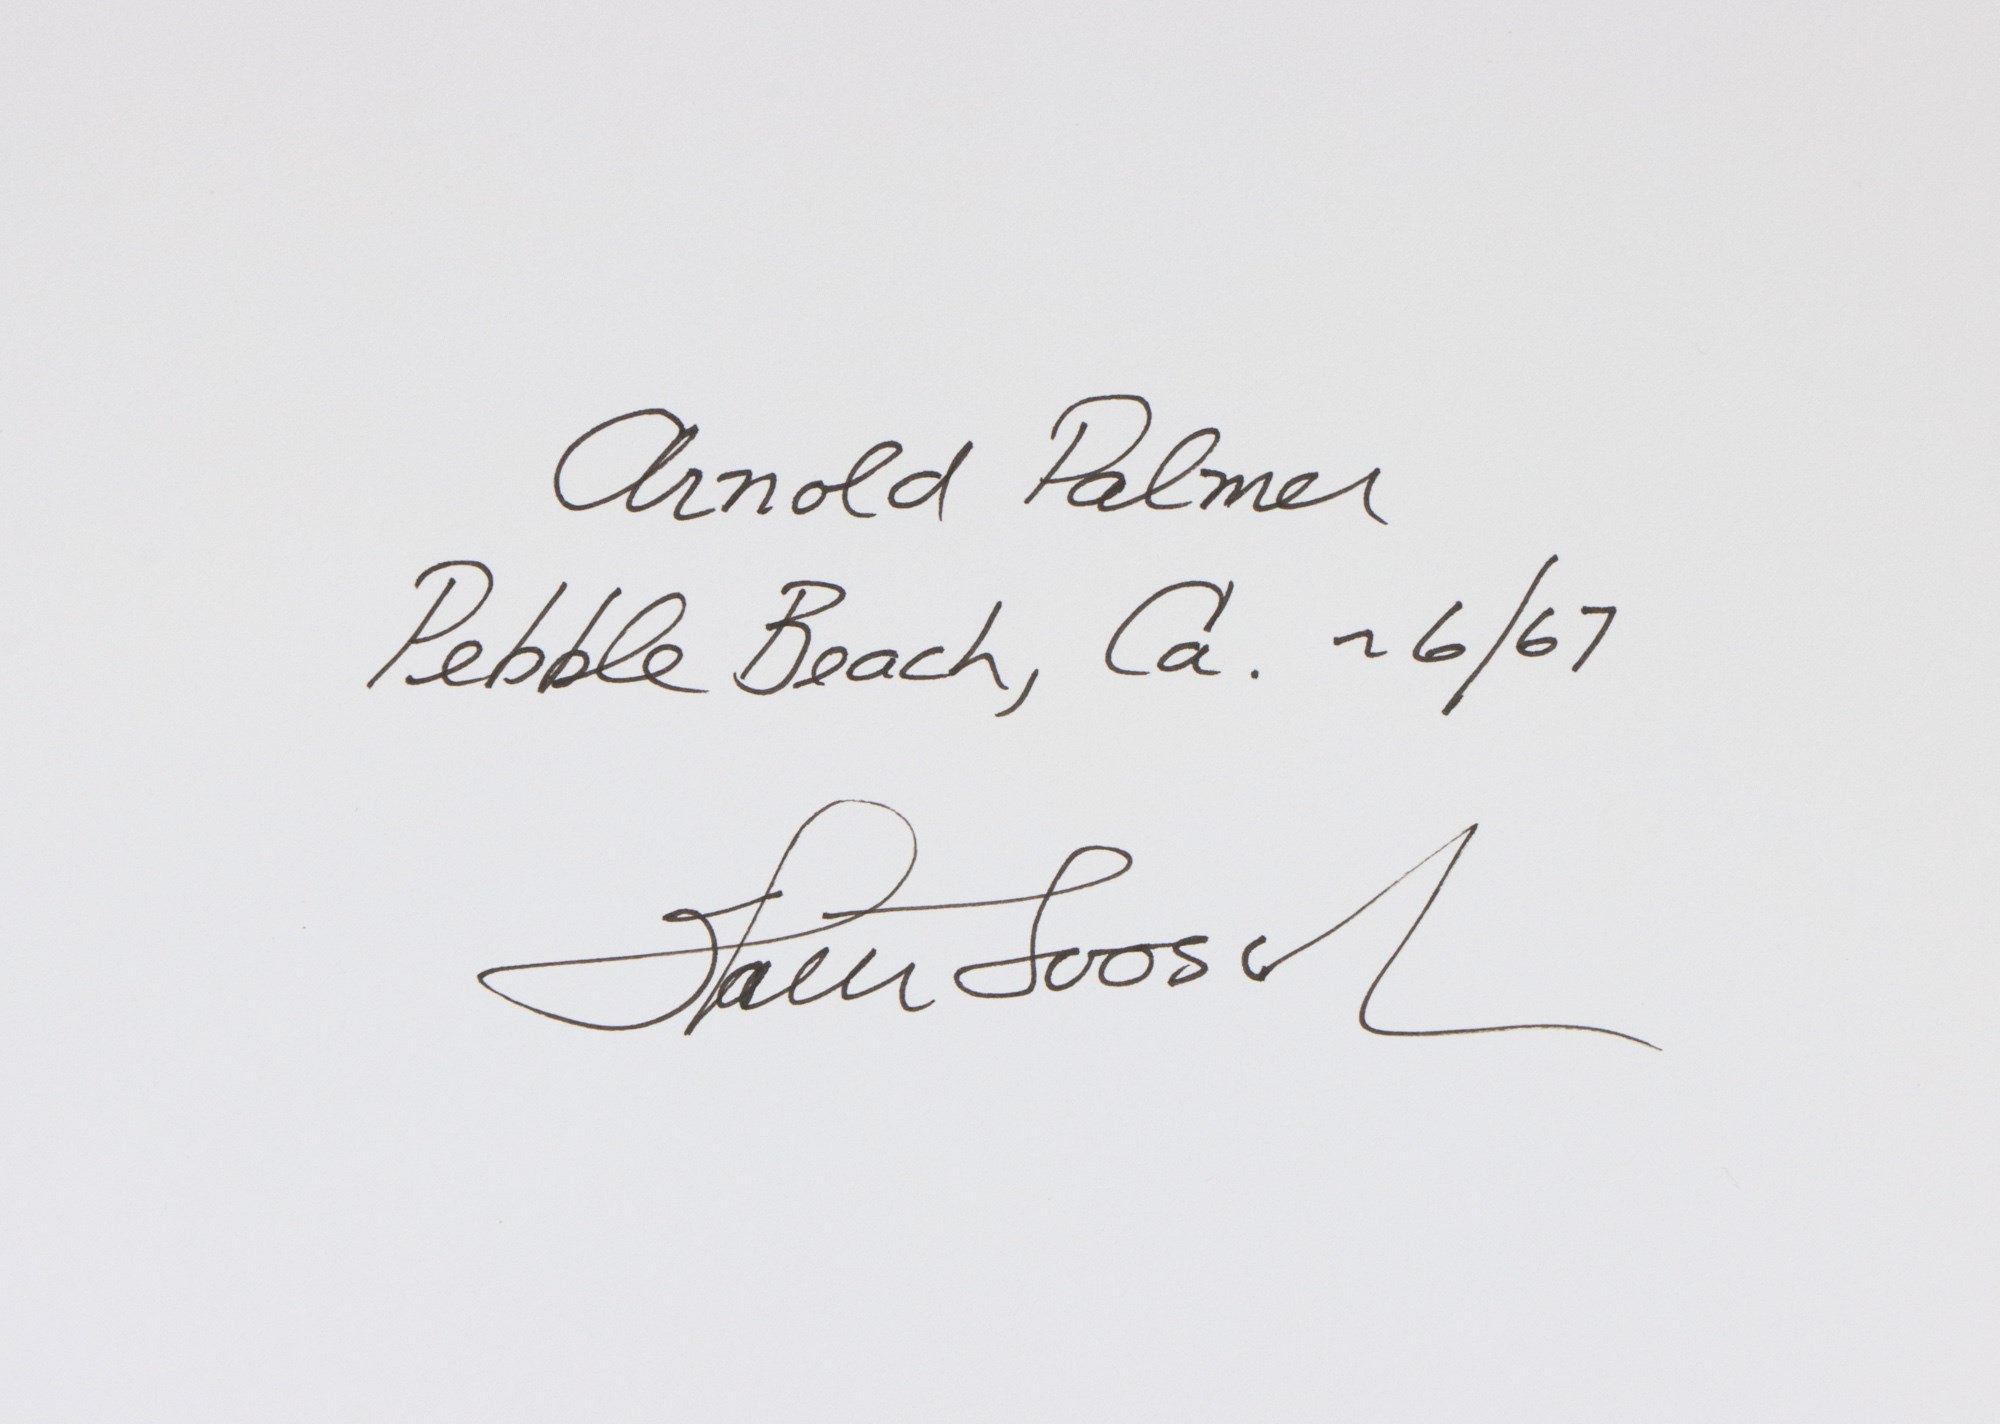 Arnold Palmer
Pebble Beach, Ca. ~ 6/67